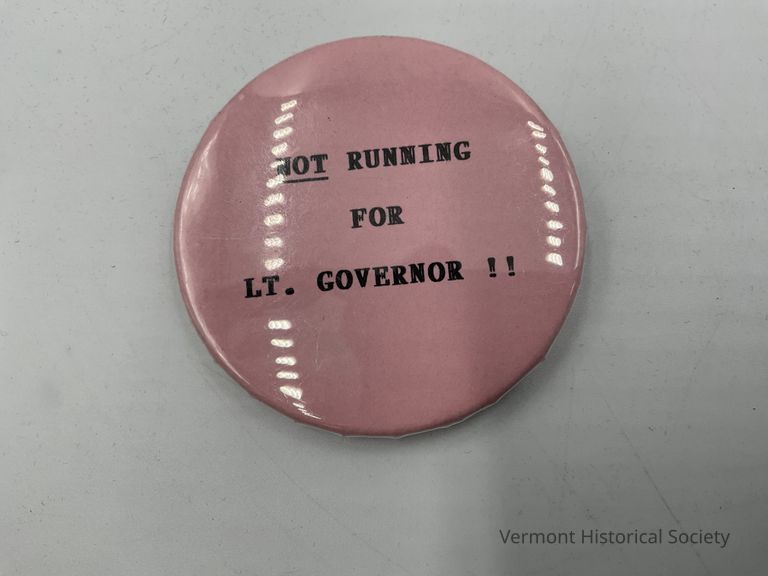 NOT RUNNING
FOR
LT. GOVERNOR !!
Vermont Historical Society